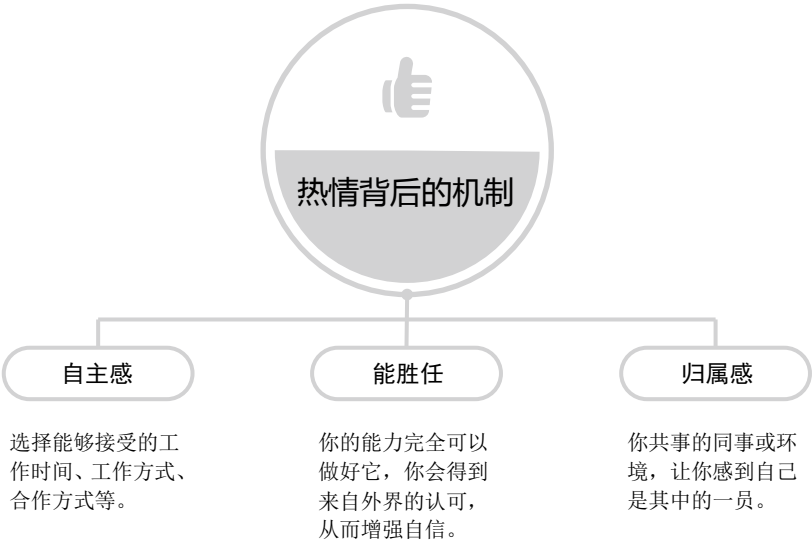 热情背后的机制
自主感
能胜任
归属感
选择能够接受的工
作时间、工作方式、
合作方式等。
你的能力完全可以
做好它，你会得到
来自外界的认可，
从而增强自信。
你共事的同事或环
境，让你感到自己
是其中的一员。